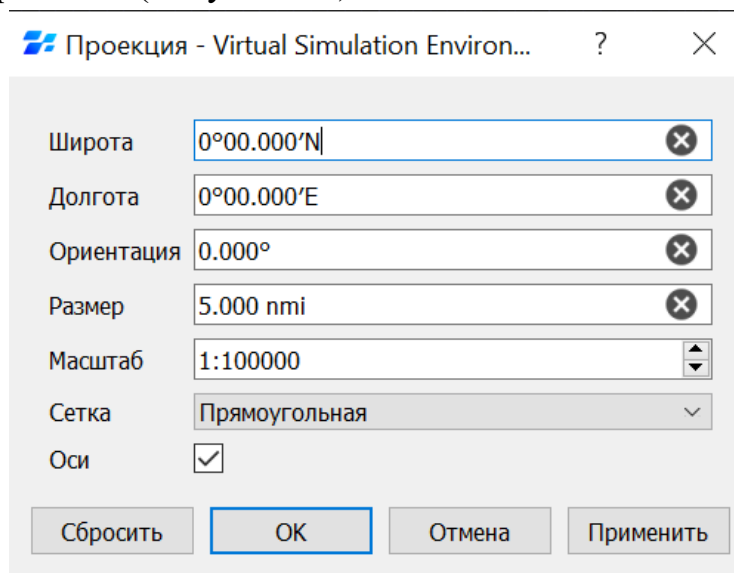 Проекция - Virtual Simulation Environ... ?
Широта 0°00.000′N
Долгота 0°00.000′E
Ориентация 0.000°
Размер 5.000 nmi
Масштаб 1:100000
Сетка Прямоугольная
Оси
Сбросить OK Отмена Применить